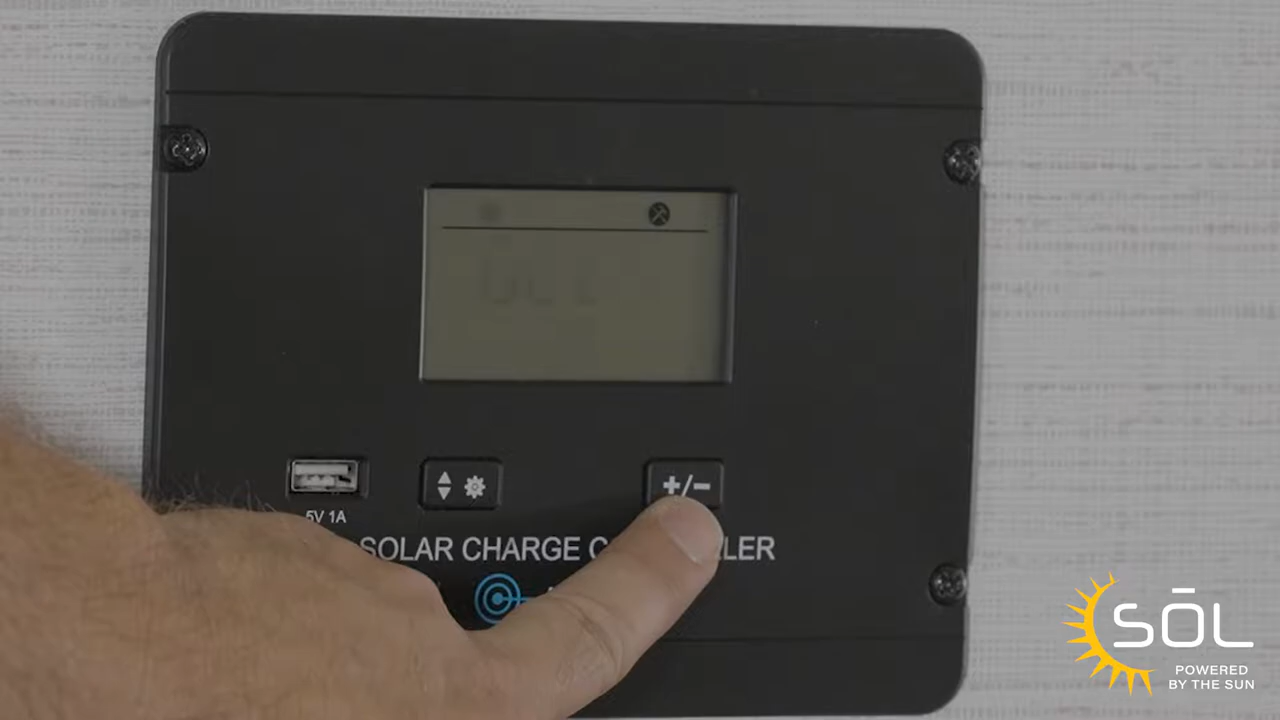 +/-
5V 1A
SOLAR CHARGE C LER
SŌL
POWERED
BY THE SUN